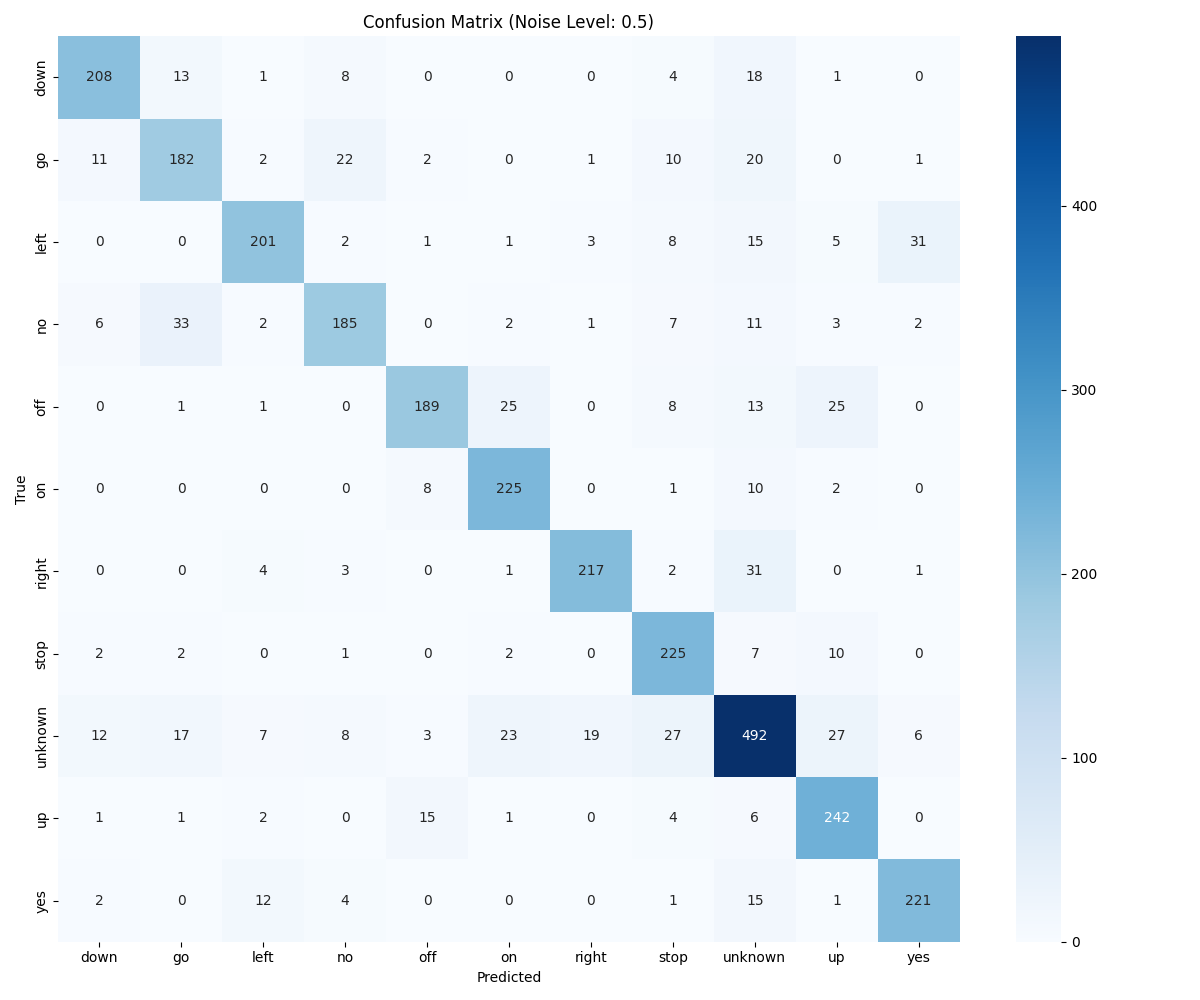 Confusion Matrix (Noise Level: 0.5)
down 208 13 1 8 0 0 0 4 18 1 0
go 11 182 2 22 2 0 1 10 20 0 1
left 0 0 201 2 1 1 3 8 15 5 31
no 6 33 2 185 0 2 1 7 11 3 2
off 0 1 1 0 189 25 0 8 13 25 0
on 0 0 0 0 8 225 0 1 10 2 0
right 0 0 4 3 0 1 217 2 31 0 1
stop 2 2 0 1 0 2 0 225 7 10 0
unknown 12 17 7 8 3 23 19 27 492 27 6
up 1 1 2 0 15 1 0 4 6 242 0
yes 2 0 12 4 0 0 0 1 15 1 221
True
down go left no off on right stop unknown up yes
Predicted
400
300
200
100
0